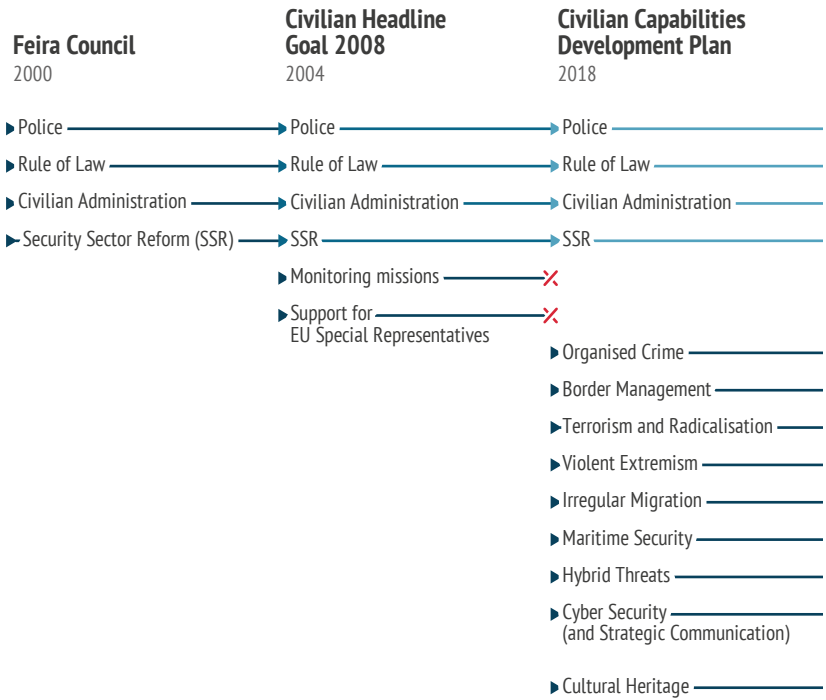 Feira Council
2000
Civilian Headline
Goal 2008
2004
Civilian Capabilities
Development Plan
2018
Police
Police
Police
Rule of Law
Rule of Law
Rule of Law
Civilian Administration
Civilian Administration
Civilian Administration
Security Sector Reform (SSR)
SSR
SSR
Monitoring missions
Support for
EU Special Representatives
Organised Crime
Border Management
Terrorism and Radicalisation
Violent Extremism
Irregular Migration
Maritime Security
Hybrid Threats
Cyber Security
(and Strategic Communication)
Cultural Heritage